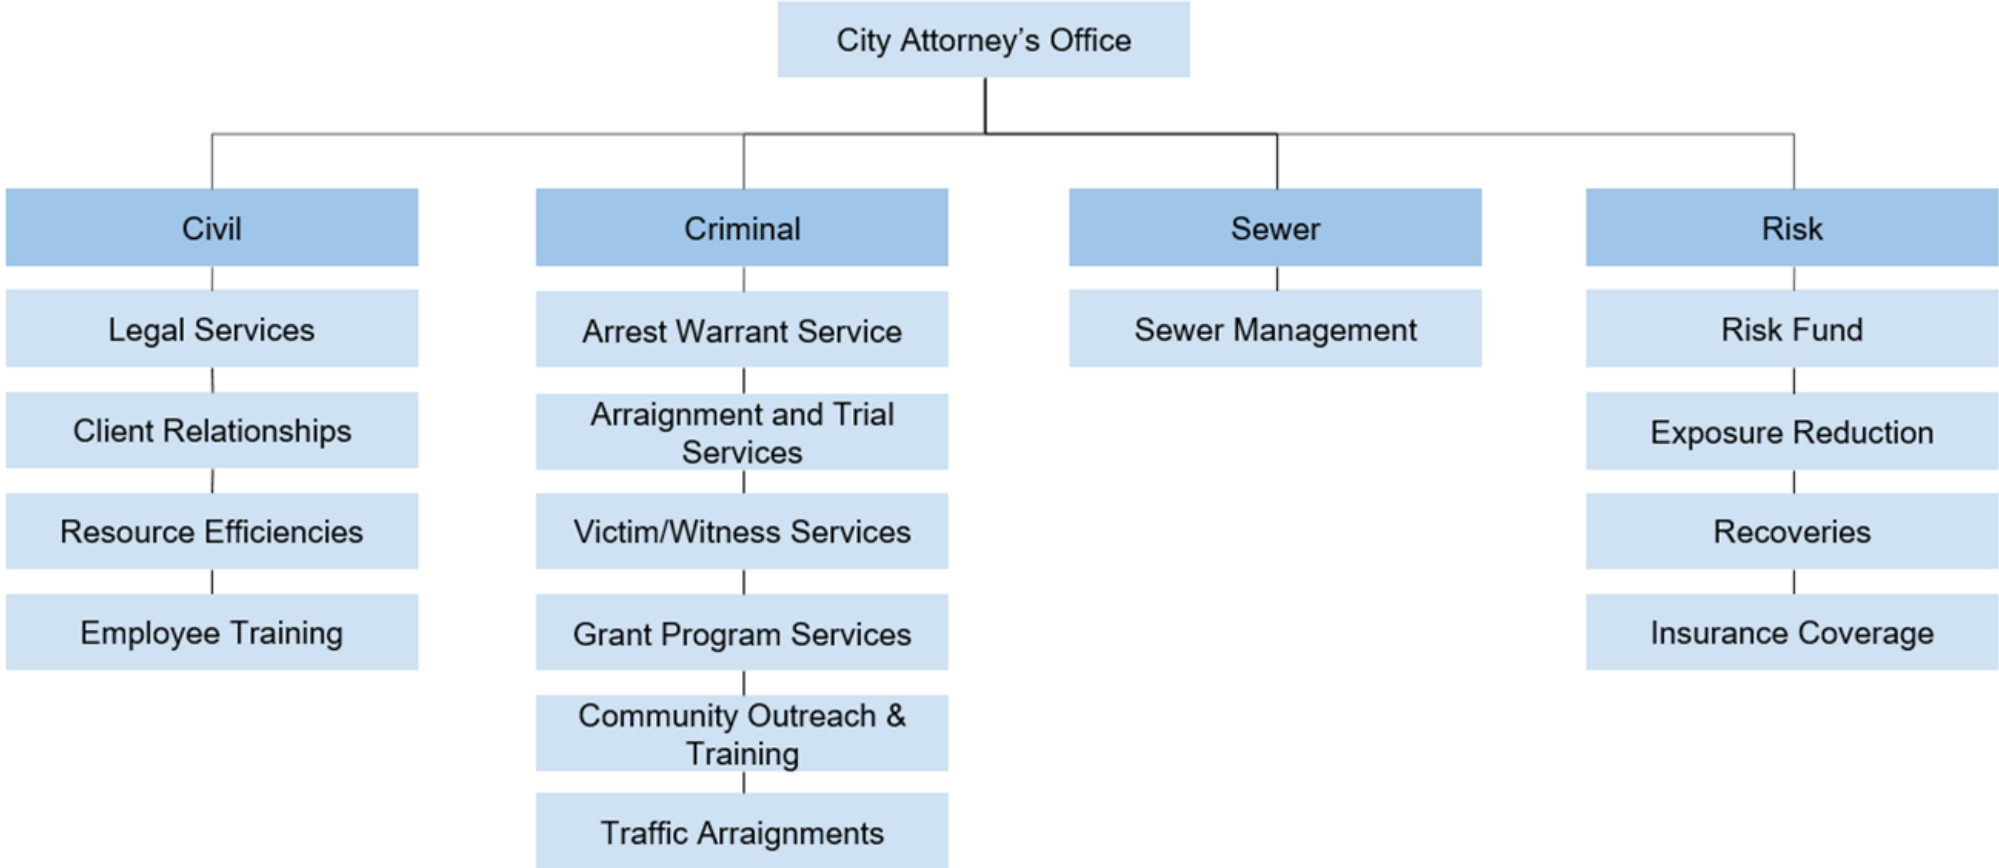 City Attorney’s Office
Civil
Legal Services
Client Relationships
Resource Efficiencies
Employee Training
Criminal
Arrest Warrant Service
Arraignment and Trial
Services
Victim/Witness Services
Grant Program Services
Community Outreach &
Training
Traffic Arraignments
Sewer
Sewer Management
Risk
Risk Fund
Exposure Reduction
Recoveries
Insurance Coverage